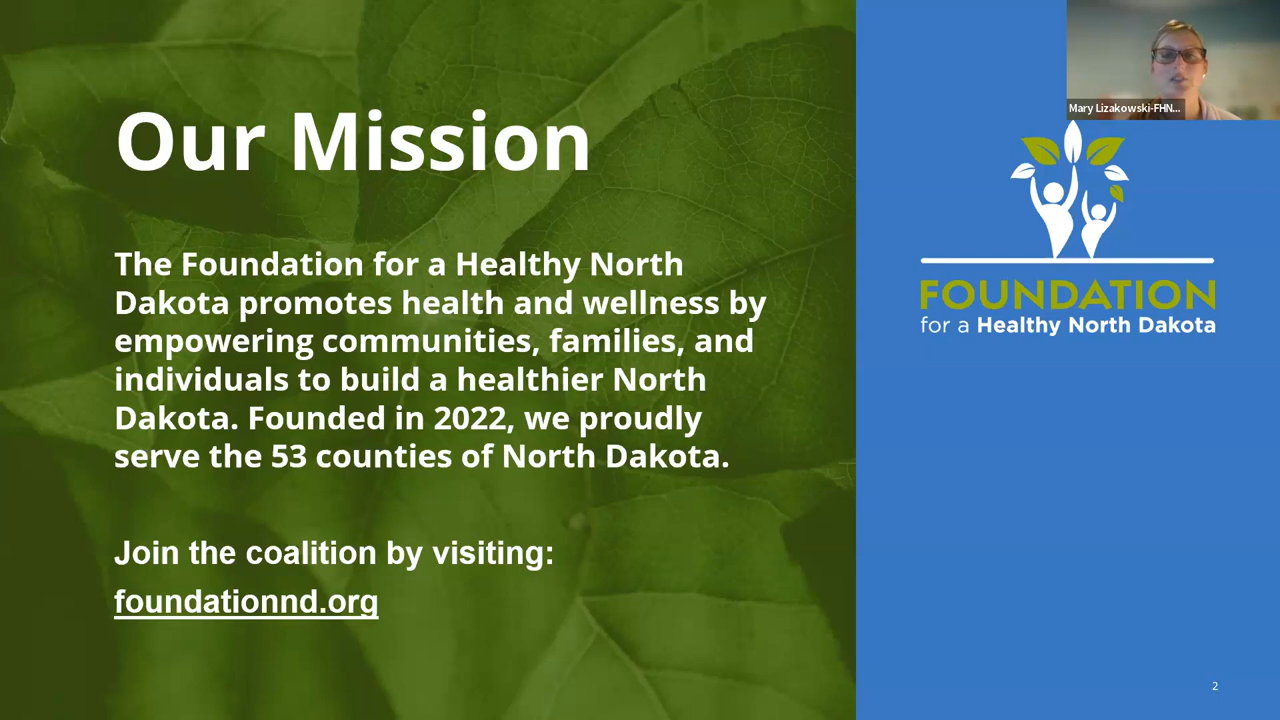 Our Mission
The Foundation for a Healthy North
Dakota promotes health and wellness by
empowering communities, families, and
individuals to build a healthier North
Dakota. Founded in 2022, we proudly
serve the 53 counties of North Dakota.
Join the coalition by visiting:
foundationnd.org
Mary Lizakowski-FHN...
FOUNDATION
for a Healthy North Dakota
2